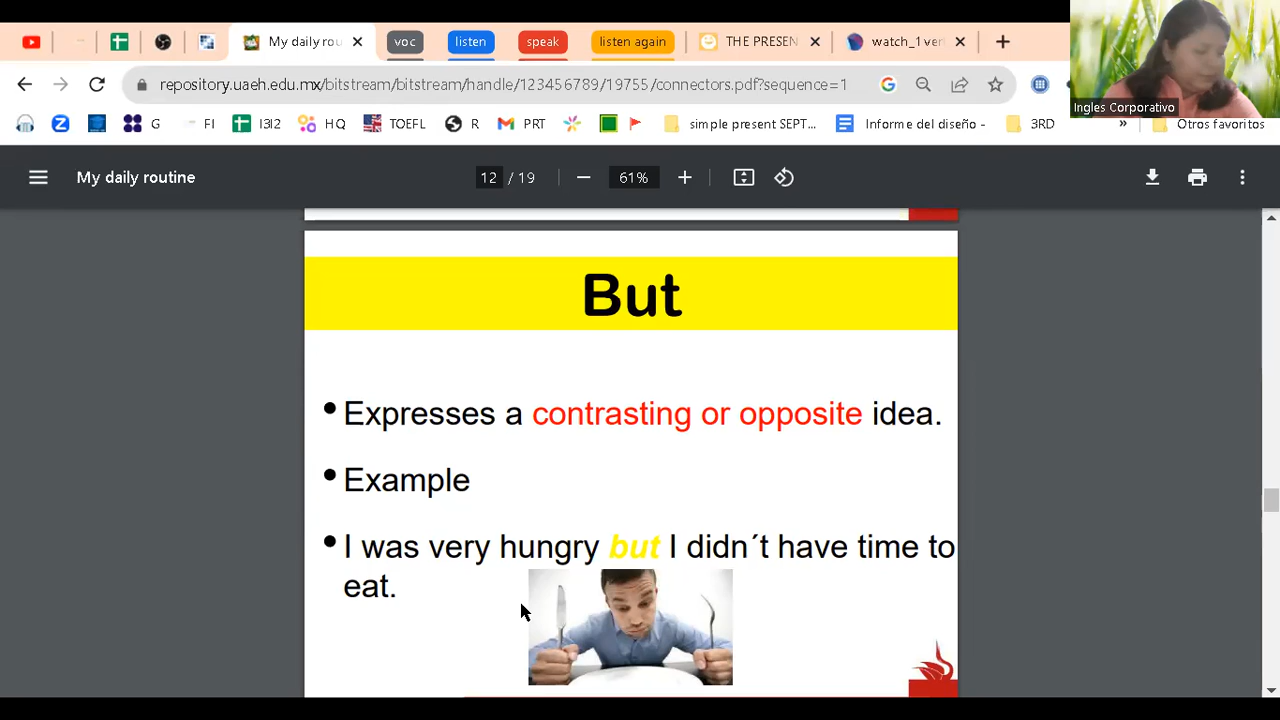 My daily rou
voc
listen
speak
listen again
THE PRESEN
watch_1 ver
repository.uaeh.edu.mx/bitstream/bitstream/handle/123456789/19755/connectors.pdf?sequence=1
G
FI
I3I2
HQ
TOEFL
R
PRT
simple present SEPT...
Informe del diseño -
3RD
»
Otros favoritos
Ingles Corporativo
My daily routine
12 / 19
61%
But
• Expresses a contrasting or opposite idea.
• Example
• I was very hungry but I didn´t have time to
eat.